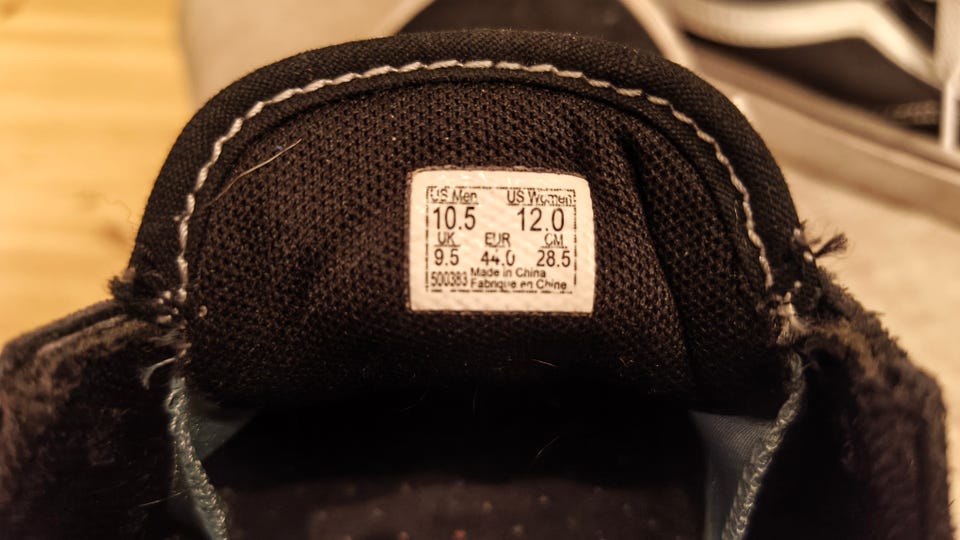 US Men US Women
10.5 12.0
UK EUR CM
9.5 44.0 28.5
500383 Made in China
Fabriqué en Chine